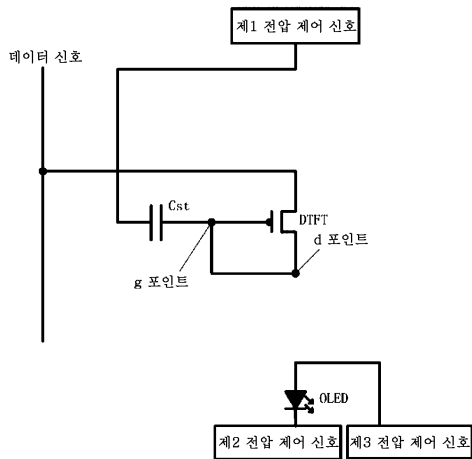 제1 전압 제어 신호
데이터 신호
Cst
DTFT
d 포인트
g 포인트
OLED
제2 전압 제어 신호
제3 전압 제어 신호